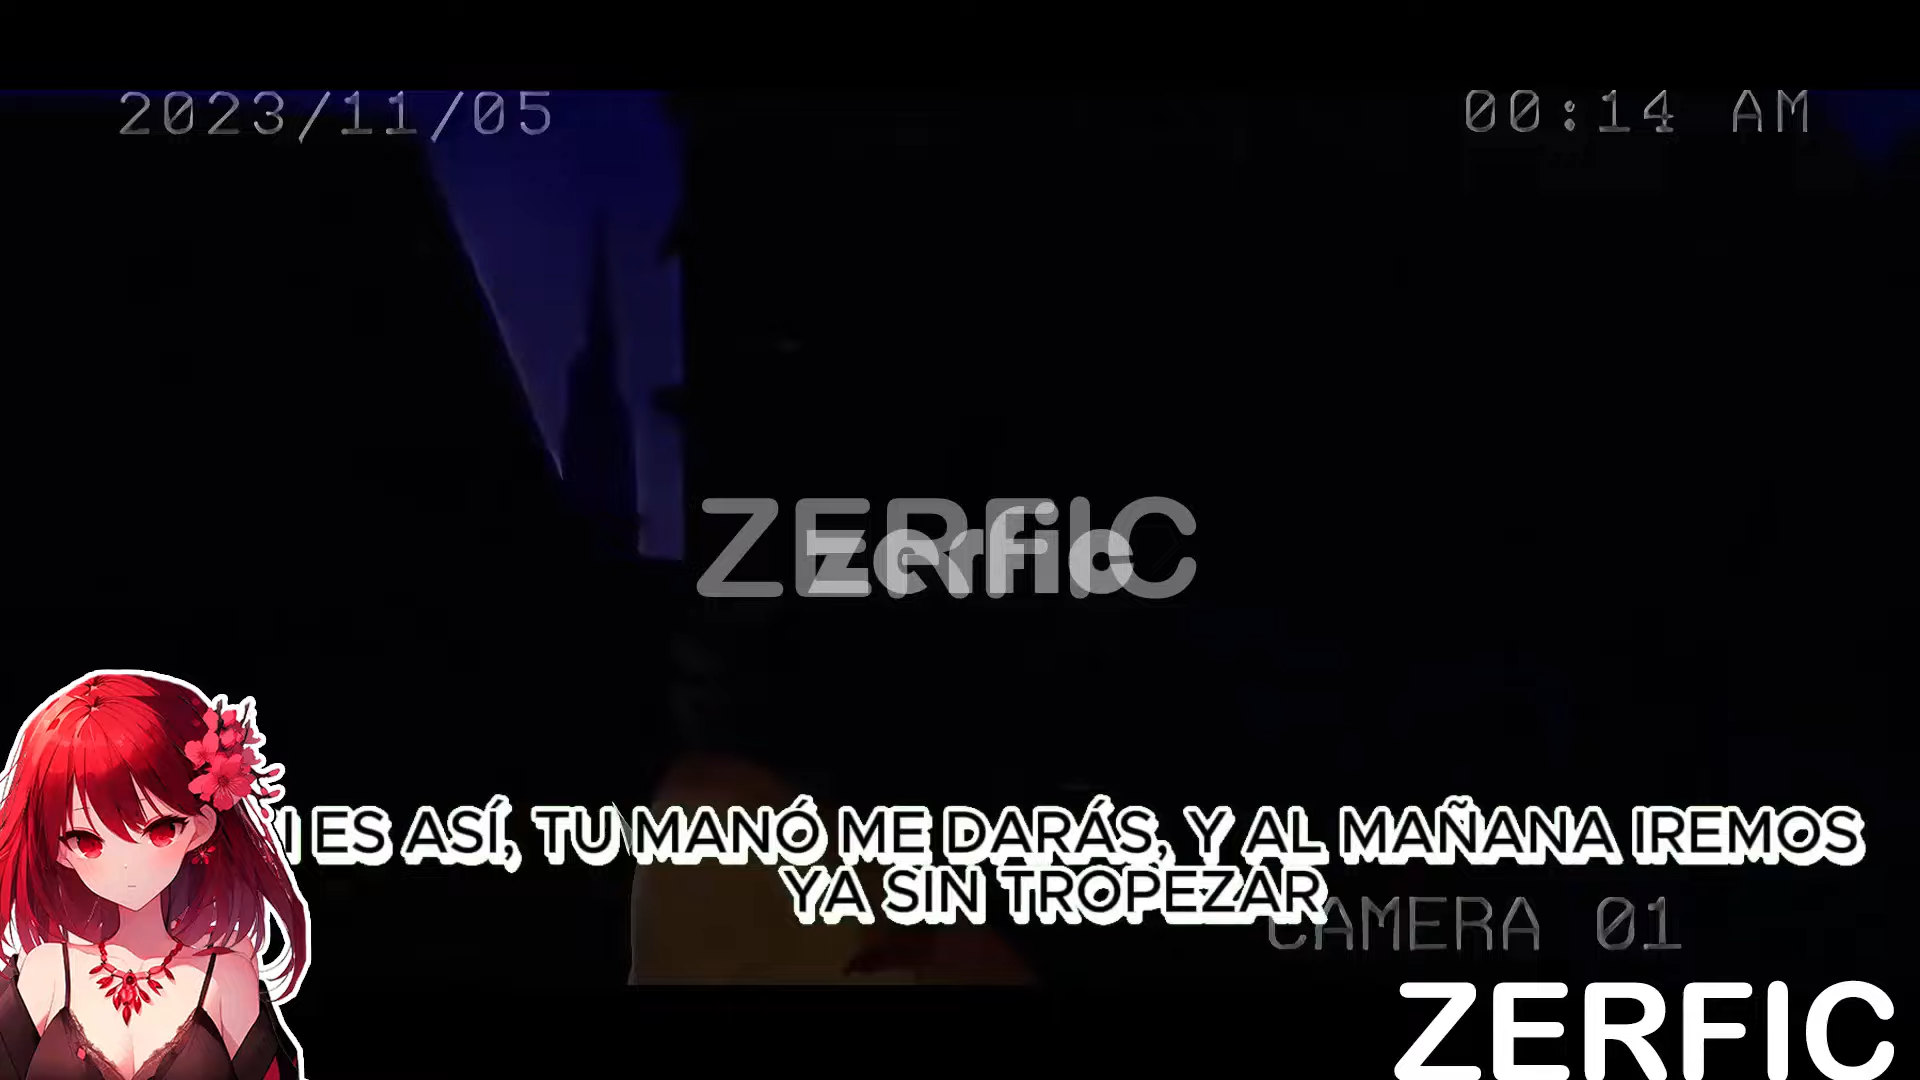 2023/11/05
00:14 AM
ZERFIC
zerfic
ES ASÍ, TU MANÓ ME DARÁS, Y AL MAÑANA IREMOS
YA SIN TROPEZAR
CAMERA 01
ZERFIC